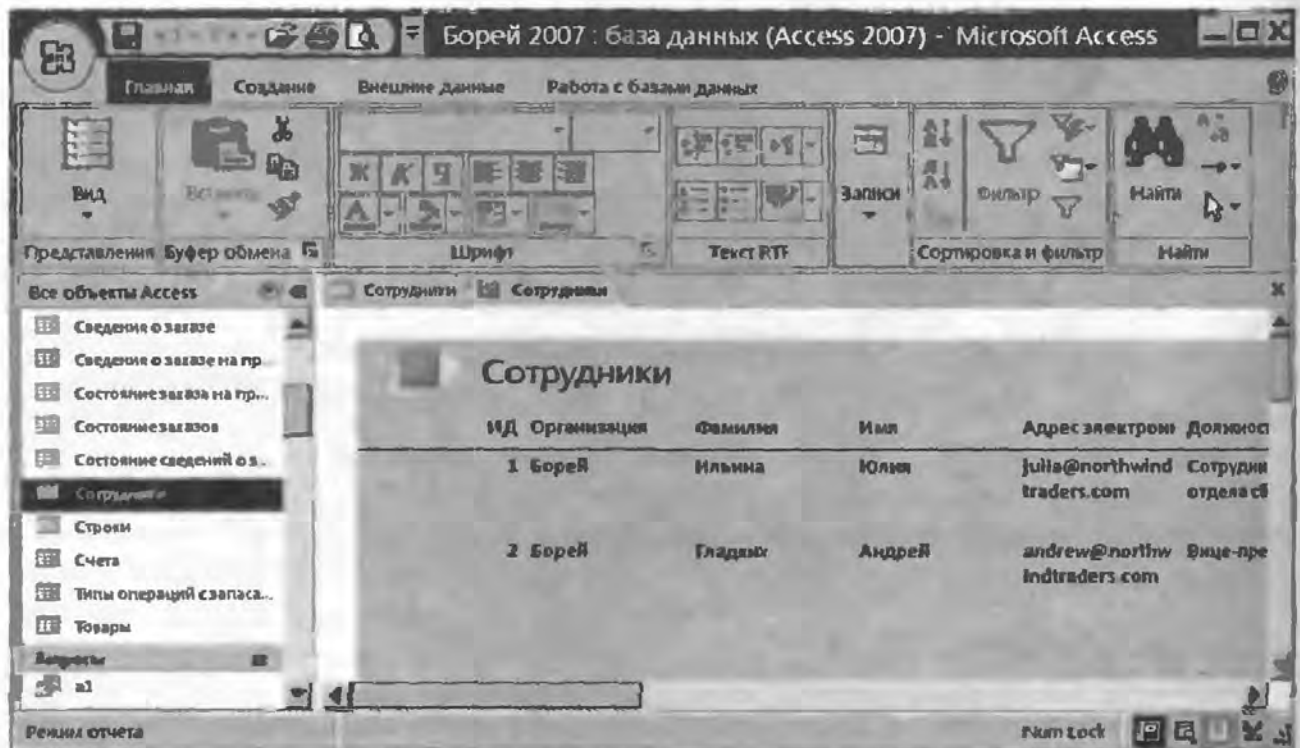 Борей 2007 : база данных (Access 2007) - Microsoft Access
Главная Создание Внешние данные Работа с базами данных
Ж К Ч
А
Вид Вставить Записи Фильтр Найти
Представления Буфер обмена Шрифт Текст RTF Сортировка и фильтр Найти
Все объекты Access
Сотрудники Сотрудники
Сведения о заказе
Сведения о заказе на пр...
Состояние заказа на пр...
Состояние заказов
Состояние сведений о з...
Сотрудники
Строки
Счета
Типы операций с запаса...
Товары
Запросы
a1
Сотрудники
ИД Организация Фамилия Имя Адрес электронн Должност
1 Борей Ильина Юлия julia@northwind Сотрудни
traders.com отдела сб
2 Борей Гладких Андрей andrew@northw Вице-пре
indtraders.com
Режим отчета Num Lock